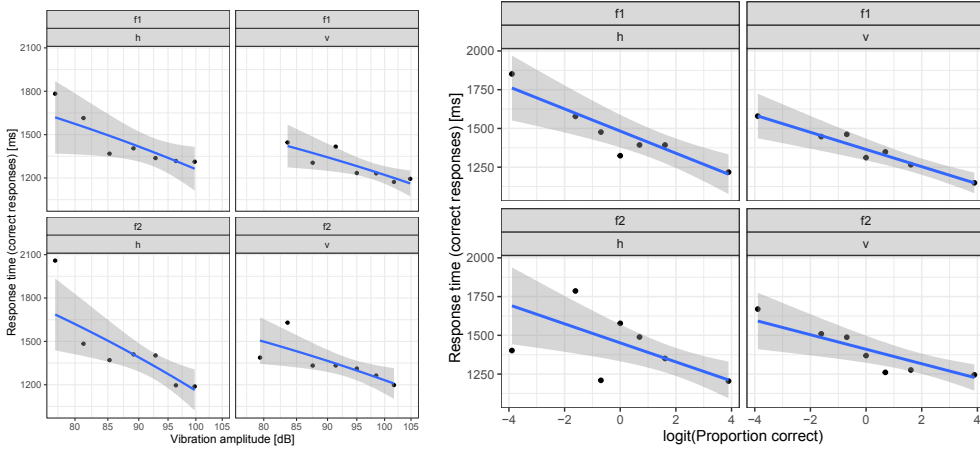 f1
f1
h
v
2100
1800
1500
1200
f2
f2
h
v
2100
1800
1500
1200
80
85
90
95
100
105
80
85
90
95
100
105
Vibration amplitude [dB]
Response time (correct responses) [ms]
f1
f1
h
v
2000
1750
1500
1250
f2
f2
h
v
2000
1750
1500
1250
−4
−2
0
2
4
−4
−2
0
2
4
logit(Proportion correct)
Response time (correct responses) [ms]